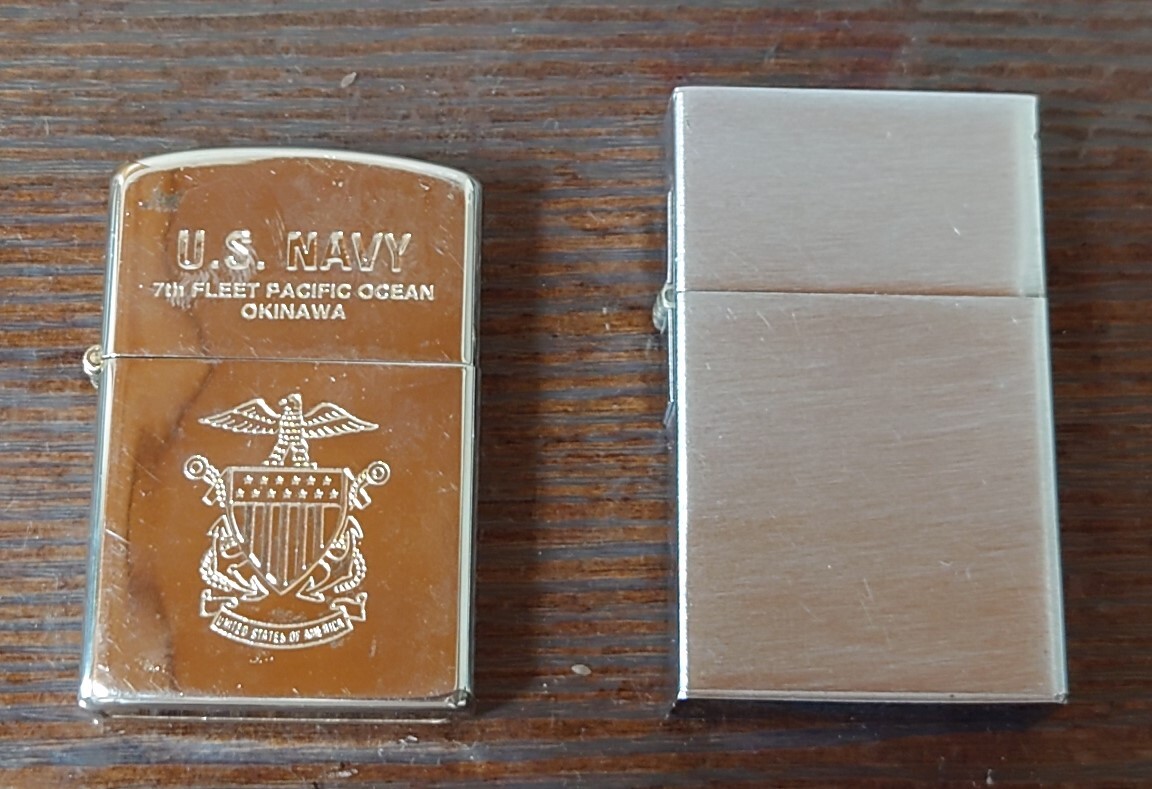 U.S. NAVY
7th FLEET PACIFIC OCEAN
OKINAWA
UNITED STATES OF AMERICA